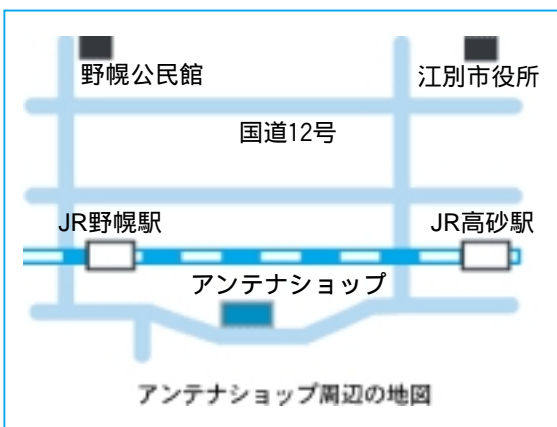 野幌公民館
江別市役所
国道12号
JR野幌駅
JR高砂駅
アンテナショップ
アンテナショップ周辺の地図